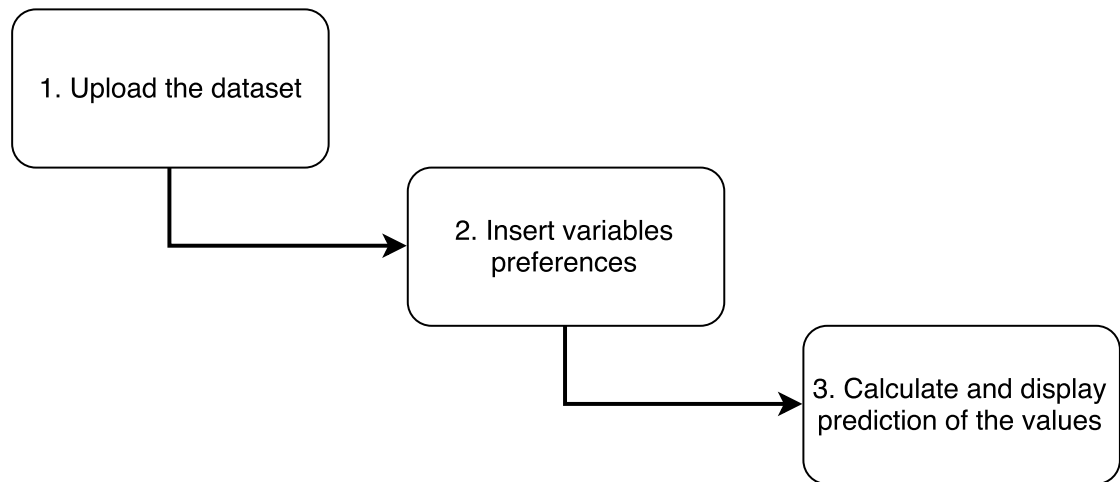 1. Upload the dataset
2. Insert variables
preferences
3. Calculate and display
prediction of the values